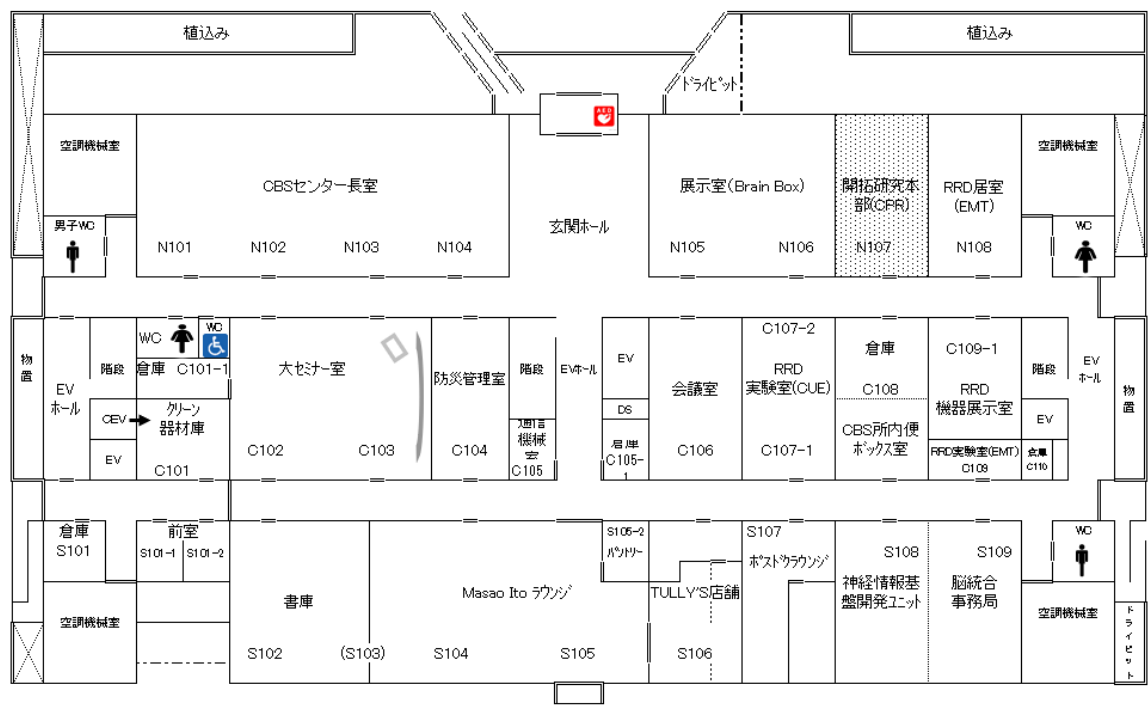 植込み
植込み
ドライピット
AED
空調機械室
CBSセンター長室
展示室(Brain Box)
開拓研究本
部(CPR)
RRD居室
(EMT)
空調機械室
玄関ホール
男子WC
WC
N101
N102
N103
N104
N105
N106
N107
N108
物置
EV
ホール
階段
WC
WC
倉庫 C101-1
CEV
クリーン
器材庫
EV
C101
大セミナー室
C102
C103
防災管理室
C104
階段
通信
機械
室
C105
EVホール
EV
DS
倉庫
C105-
1
会議室
C106
C107-2
RRD
実験室(CUE)
C107-1
倉庫
C108
CBS所内便
ボックス室
C109-1
RRD
機器展示室
RRD実験室(EMT)
C109
階段
EV
倉庫
C110
EV
ホール
物置
倉庫
S101
前室
S101-1
S101-2
空調機械室
書庫
S102
(S103)
Masao Ito ラウンジ
S104
S105
S105-2
パントリー
TULLY'S店舗
S106
S107
ポストクラウンジ
S108
神経情報基
盤開発ユニット
S109
脳統合
事務局
WC
空調機械室
ドライピット